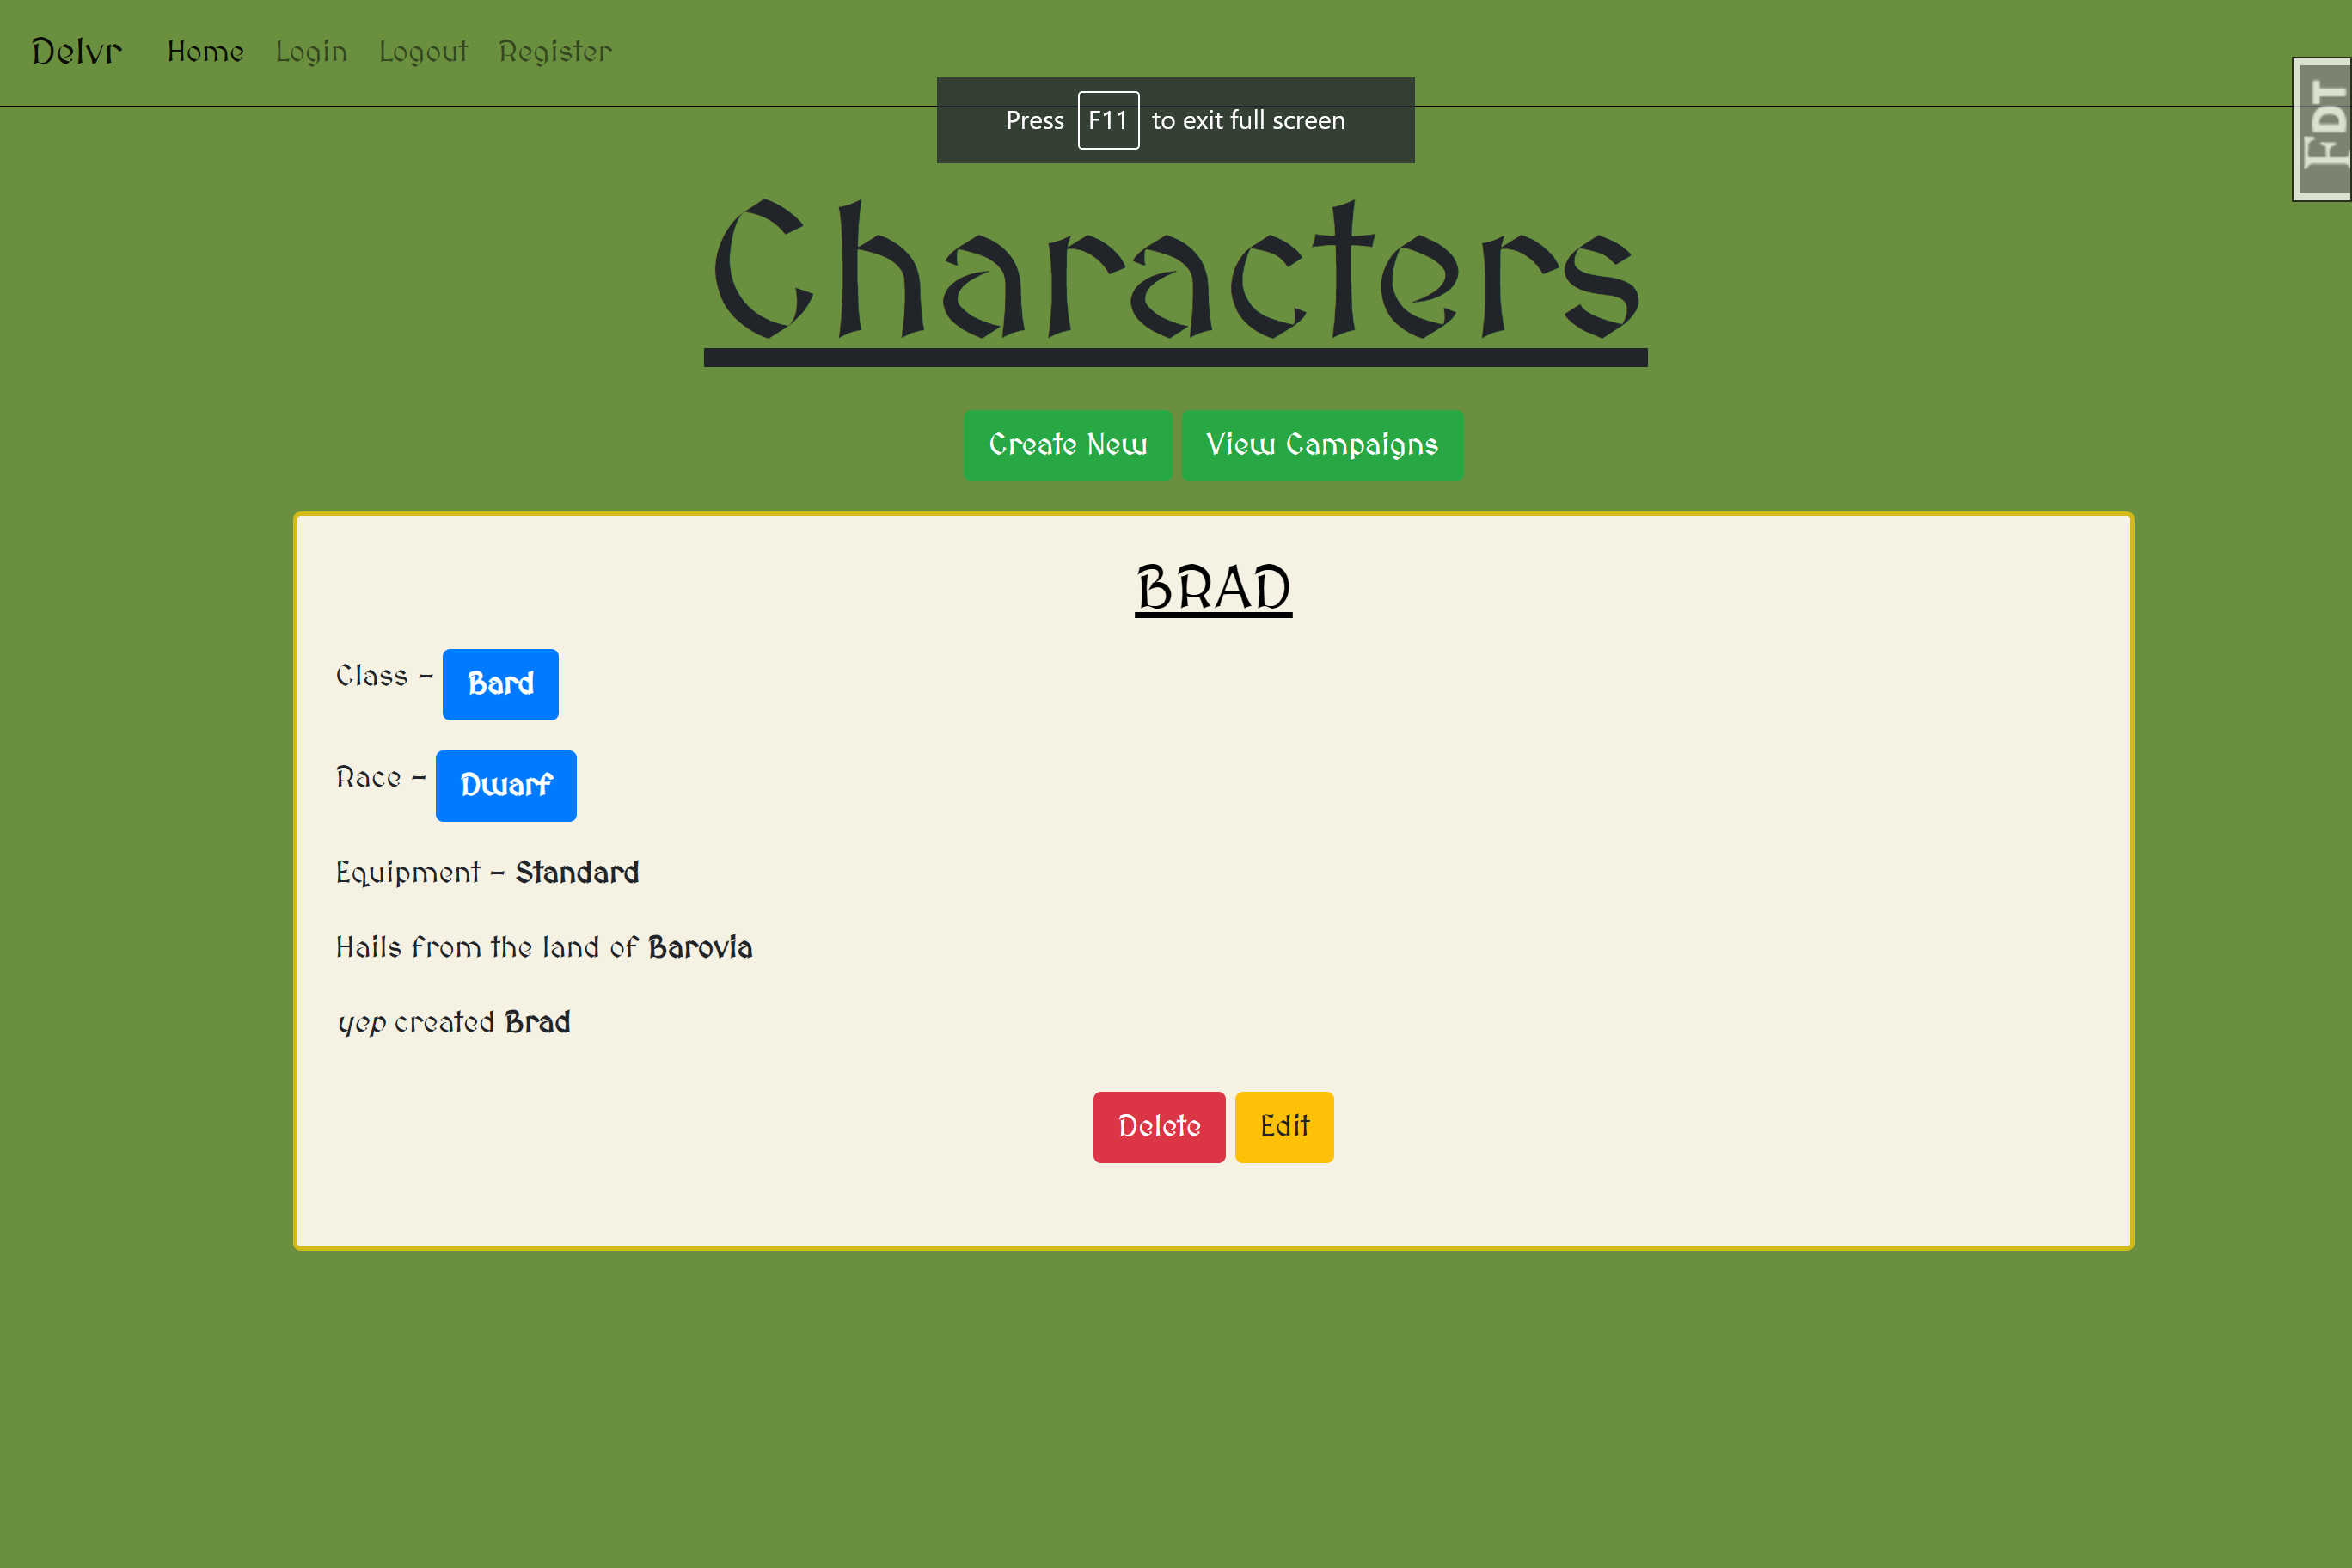 Delvr Home Login Logout Register
Press F11 to exit full screen
FDT
Characters
Create New View Campaigns
BRAD
Class - Bard
Race - Dwarf
Equipment - Standard
Hails from the land of Barovia
yep created Brad
Delete Edit